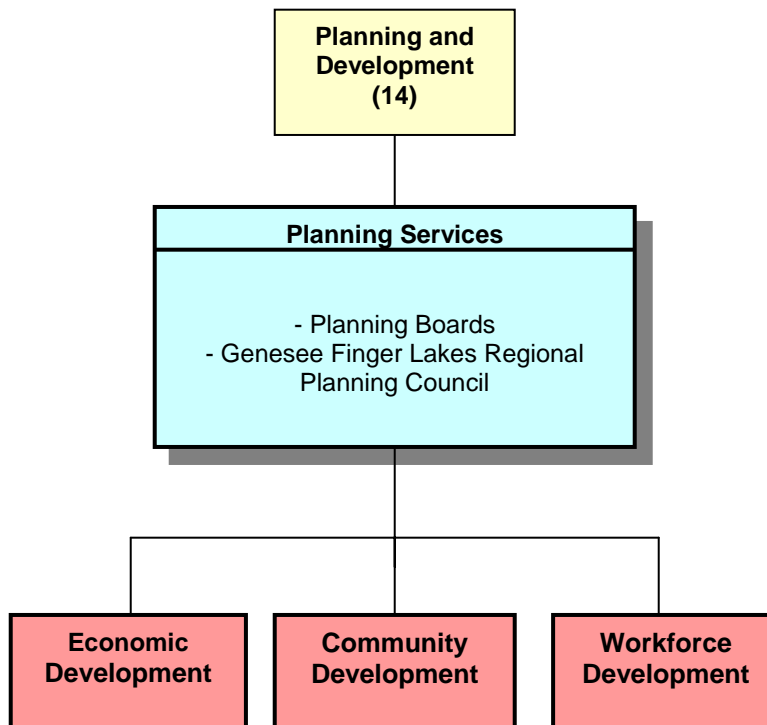 Planning and
Development
(14)
Planning Services
- Planning Boards
- Genesee Finger Lakes Regional
Planning Council
Economic
Development
Community
Development
Workforce
Development